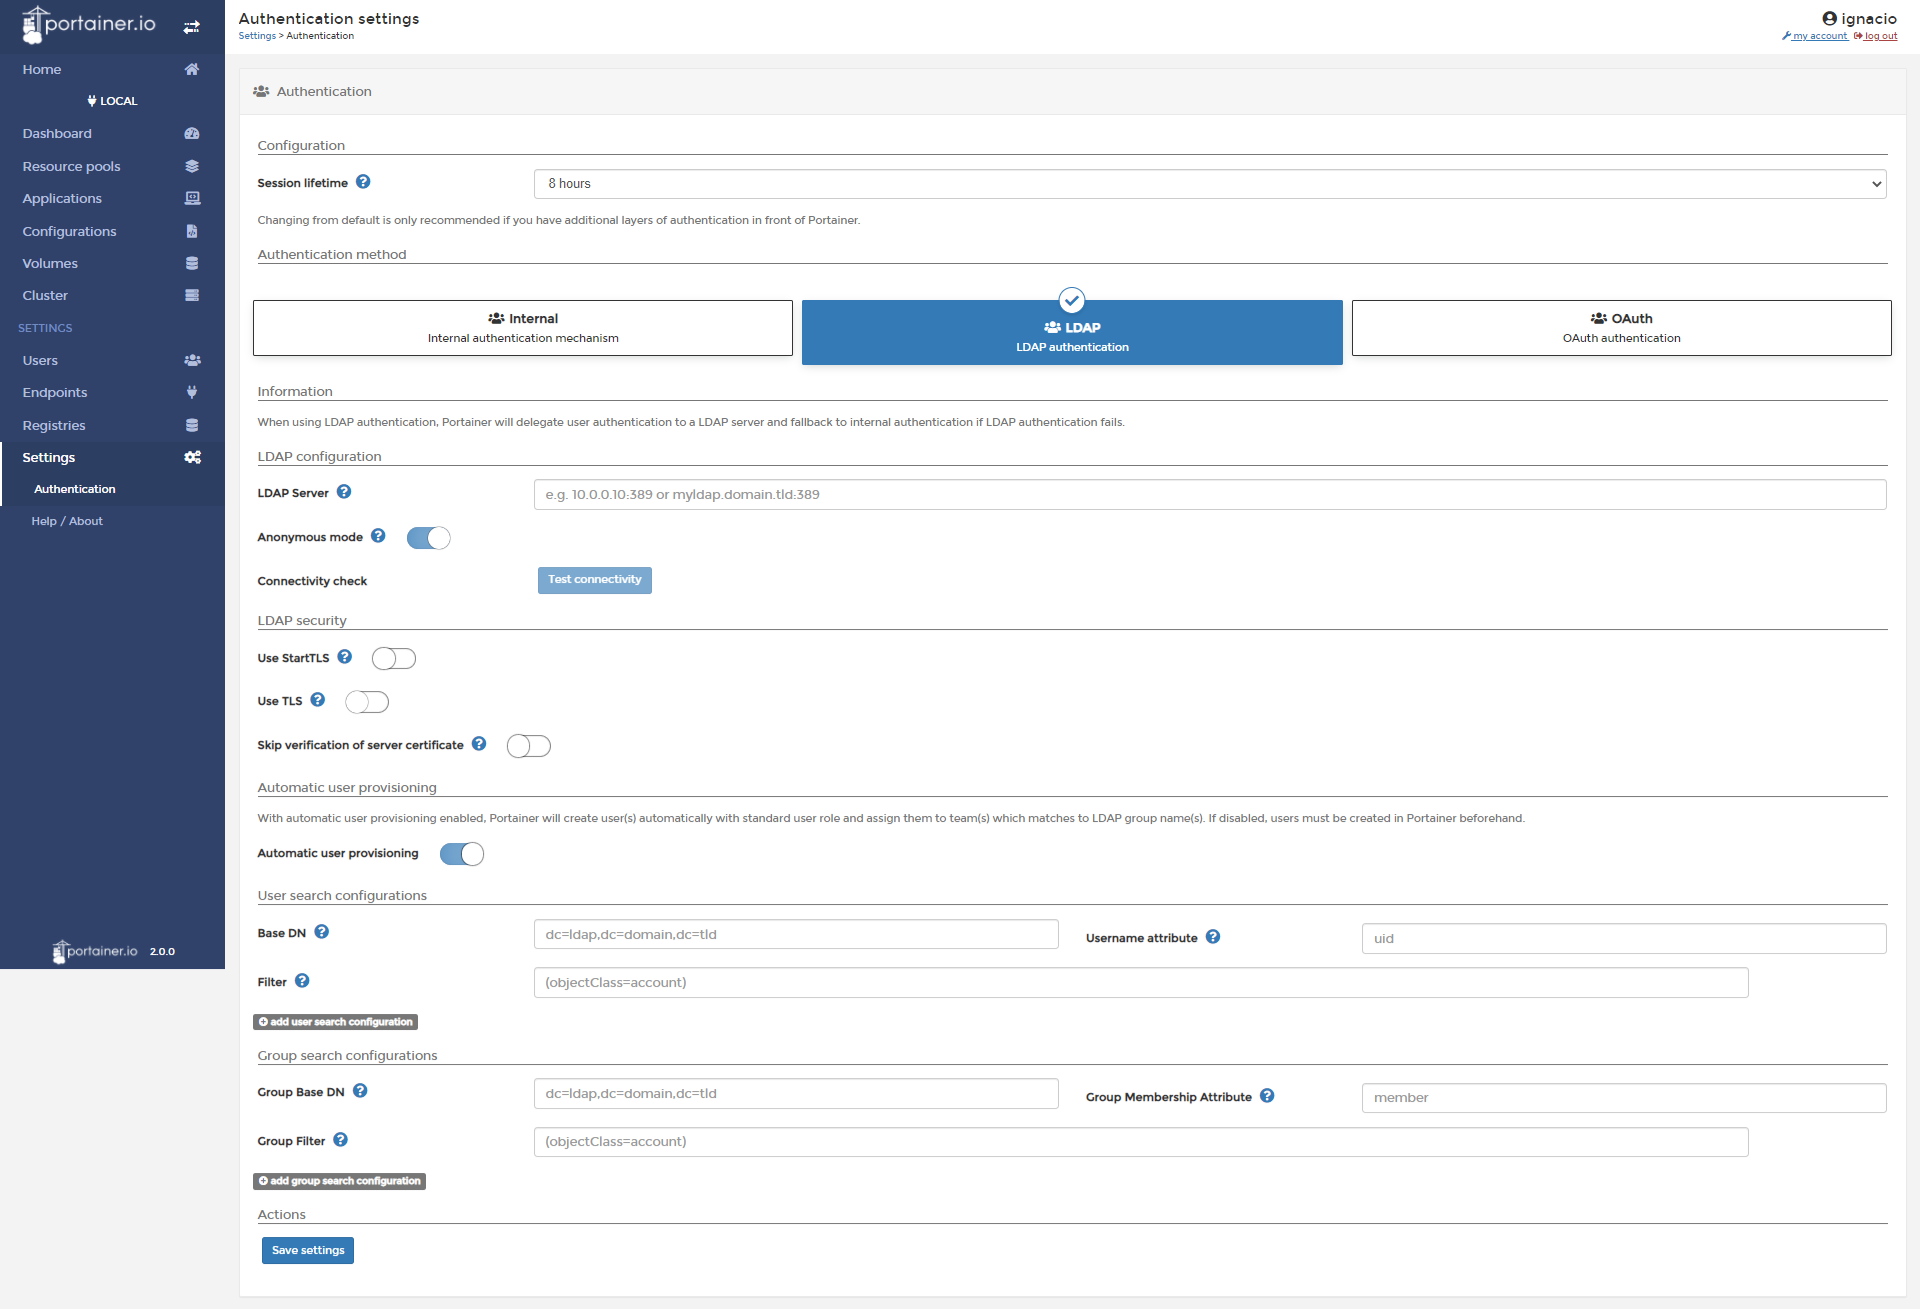 portainer.io
Home
LOCAL
Dashboard
Resource pools
Applications
Configurations
Volumes
Cluster
SETTINGS
Users
Endpoints
Registries
Settings
Authentication
Help / About
portainer.io 2.0.0
Authentication settings
Settings > Authentication
ignacio
my account log out
Authentication
Configuration
Session lifetime 8 hours
Changing from default is only recommended if you have additional layers of authentication in front of Portainer.
Authentication method
Internal
Internal authentication mechanism
LDAP
LDAP authentication
OAuth
OAuth authentication
Information
When using LDAP authentication, Portainer will delegate user authentication to a LDAP server and fallback to internal authentication if LDAP authentication fails.
LDAP configuration
LDAP Server e.g. 10.0.0.10:389 or myldap.domain.tld:389
Anonymous mode
Connectivity check Test connectivity
LDAP security
Use StartTLS
Use TLS
Skip verification of server certificate
Automatic user provisioning
With automatic user provisioning enabled, Portainer will create user(s) automatically with standard user role and assign them to team(s) which matches to LDAP group name(s). If disabled, users must be created in Portainer beforehand.
Automatic user provisioning
User search configurations
Base DN dc=ldap,dc=domain,dc=tld Username attribute uid
Filter (objectClass=account)
add user search configuration
Group search configurations
Group Base DN dc=ldap,dc=domain,dc=tld Group Membership Attribute member
Group Filter (objectClass=account)
add group search configuration
Actions
Save settings